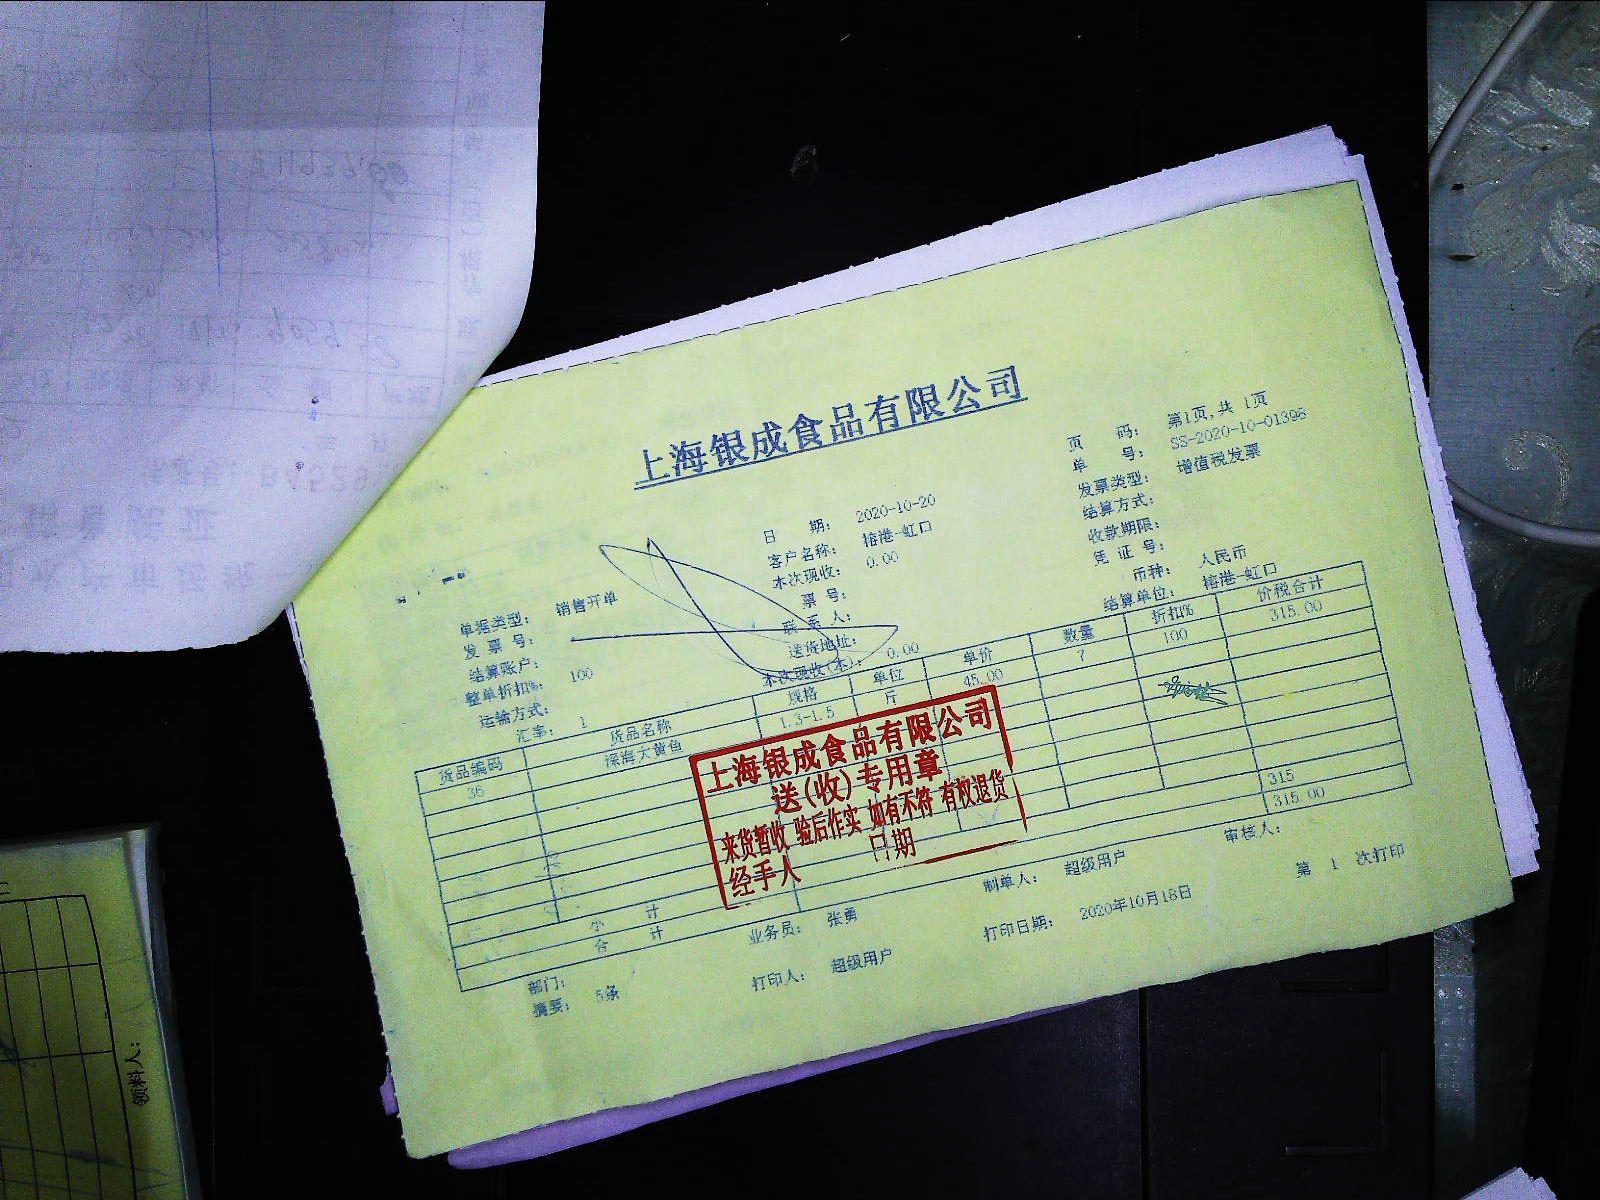 上海银成食品有限公司
页 码： 第1页,共 1页
单 号： SS-2020-10-01398
发票类型： 增值税发票
结算方式：
收款期限：
凭 证 号：
币种： 人民币
结算单位： 榕港-虹口
日 期： 2020-10-20
客户名称： 榕港-虹口
本次现收： 0.00
票 号：
联 系 人：
送货地址：
本次现收(本)： 0.00
单据类型： 销售开单
发 票 号：
结算账户：
整单折扣%： 100
运输方式：
汇率： 1
货品编码 货品名称 规格 单位 单价 数量 折扣% 价税合计
36 深海大黄鱼 1.3-1.5 斤 45.00 7 100 315.00
上海银成食品有限公司
送(收)专用章
来货暂收 验后作实 如有不符 有权退货
经手人 日期
小 计 315
合 计 315.00
部门： 业务员： 张勇 制单人： 超级用户 审核人：
摘要： 5条 打印人： 超级用户 打印日期： 2020年10月18日 第 1 次打印
领料人：